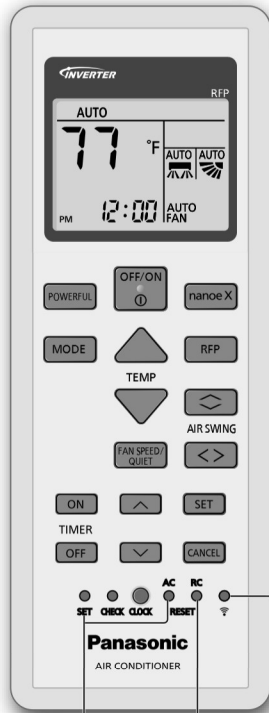 INVERTER
RFP
AUTO
77 °F
AUTO AUTO
PM 12:00 AUTO FAN
OFF/ON
POWERFUL
nanoe X
MODE
RFP
TEMP
AIR SWING
FAN SPEED/
QUIET
ON
SET
TIMER
OFF
CANCEL
AC RC
SET CHECK CLOCK RESET
Panasonic
AIR CONDITIONER